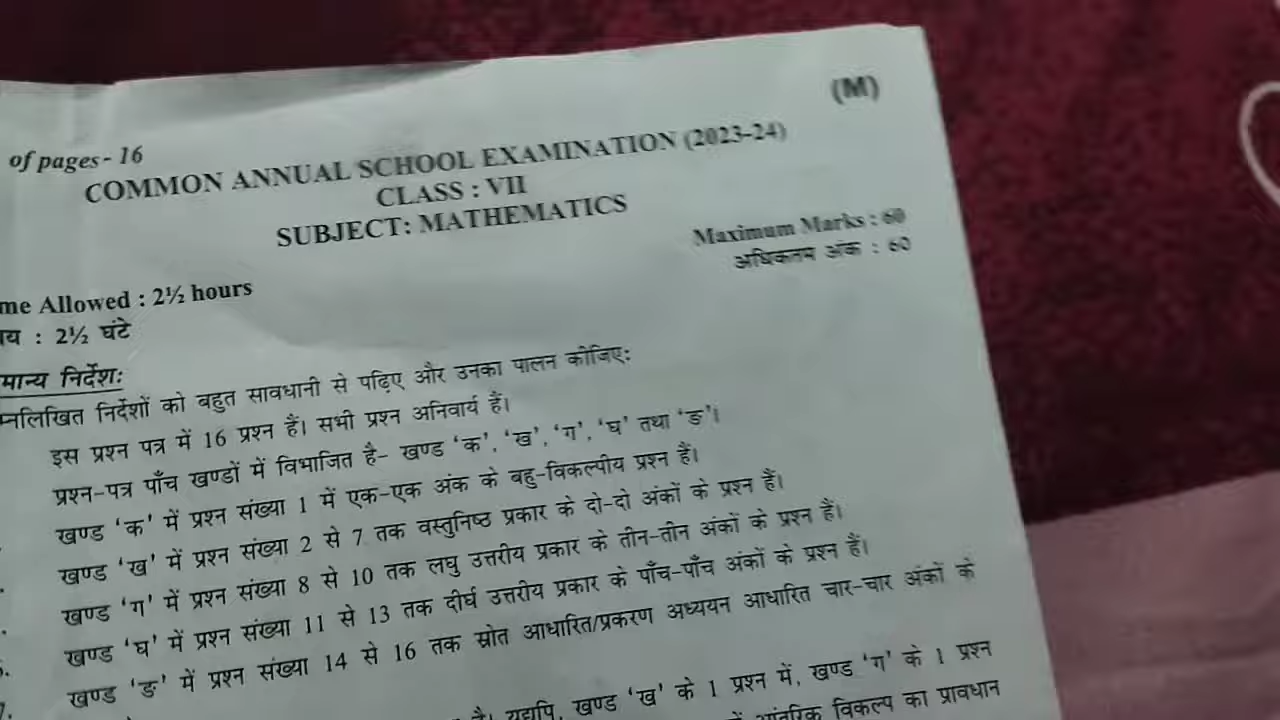 (M)
of pages - 16
COMMON ANNUAL SCHOOL EXAMINATION (2023-24)
CLASS : VII
SUBJECT: MATHEMATICS
Maximum Marks : 60
अधिकतम अंक : 60
me Allowed : 2½ hours
य : 2½ घंटे
मान्य निर्देशः
म्नलिखित निर्देशों को बहुत सावधानी से पढ़िए और उनका पालन कीजिए:
इस प्रश्न पत्र में 16 प्रश्न हैं। सभी प्रश्न अनिवार्य हैं।
प्रश्न-पत्र पाँच खण्डों में विभाजित है- खण्ड ‘क’, ‘ख’, ‘ग’, ‘घ’ तथा ‘ङ’।
खण्ड ‘क’ में प्रश्न संख्या 1 में एक-एक अंक के बहु-विकल्पीय प्रश्न हैं।
खण्ड ‘ख’ में प्रश्न संख्या 2 से 7 तक वस्तुनिष्ठ प्रकार के दो-दो अंकों के प्रश्न हैं।
खण्ड ‘ग’ में प्रश्न संख्या 8 से 10 तक लघु उत्तरीय प्रकार के तीन-तीन अंकों के प्रश्न हैं।
खण्ड ‘घ’ में प्रश्न संख्या 11 से 13 तक दीर्घ उत्तरीय प्रकार के पाँच-पाँच अंकों के प्रश्न हैं।
खण्ड ‘ङ’ में प्रश्न संख्या 14 से 16 तक स्रोत आधारित/प्रकरण अध्ययन आधारित चार-चार अंकों के
है। यद्यपि, खण्ड ‘ख’ के 1 प्रश्न में, खण्ड ‘ग’ के 1 प्रश्न
आंतरिक विकल्प का प्रावधान